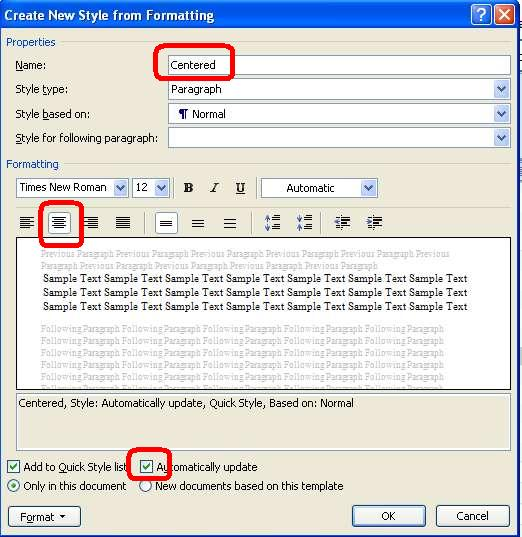 Create New Style from Formatting
Properties
Name: Centered
Style type: Paragraph
Style based on: ¶ Normal
Style for following paragraph:
Formatting
Times New Roman 12 B I U Automatic
Previous Paragraph Previous Paragraph Previous Paragraph Previous Paragraph Previous
Paragraph Previous Paragraph Previous Paragraph Previous Paragraph Previous Paragraph
Sample Text Sample Text Sample Text Sample Text Sample Text Sample Text Sample Text
Sample Text Sample Text Sample Text Sample Text Sample Text Sample Text Sample Text
Sample Text Sample Text Sample Text Sample Text Sample Text Sample Text Sample Text
Following Paragraph Following Paragraph Following Paragraph Following Paragraph
Following Paragraph Following Paragraph Following Paragraph Following Paragraph
Following Paragraph Following Paragraph Following Paragraph Following Paragraph
Following Paragraph Following Paragraph Following Paragraph Following Paragraph
Following Paragraph Following Paragraph Following Paragraph Following Paragraph
Following Paragraph Following Paragraph Following Paragraph Following Paragraph
Centered, Style: Automatically update, Quick Style, Based on: Normal
Add to Quick Style list Automatically update
Only in this document New documents based on this template
Format OK Cancel